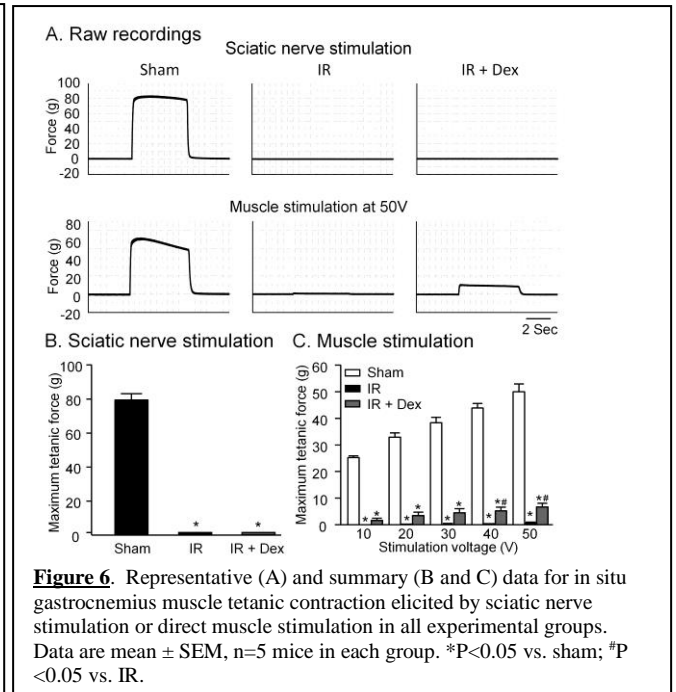 A. Raw recordings
Sciatic nerve stimulation
Sham IR IR + Dex
Force (g)
100
80
60
40
20
0
-20
Muscle stimulation at 50V
Force (g)
80
60
40
20
0
-20
2 Sec
B. Sciatic nerve stimulation
Maximum tetanic force (g)
100
80
60
40
20
0
* *
Sham IR IR + Dex
C. Muscle stimulation
Maximum tetanic force (g)
60
50
40
30
20
10
0
Sham
IR
IR + Dex
* * * * * * * *# * *#
10 20 30 40 50
Stimulation voltage (V)
Figure 6. Representative (A) and summary (B and C) data for in situ
gastrocnemius muscle tetanic contraction elicited by sciatic nerve
stimulation or direct muscle stimulation in all experimental groups.
Data are mean ± SEM, n=5 mice in each group. *P<0.05 vs. sham; #P
<0.05 vs. IR.